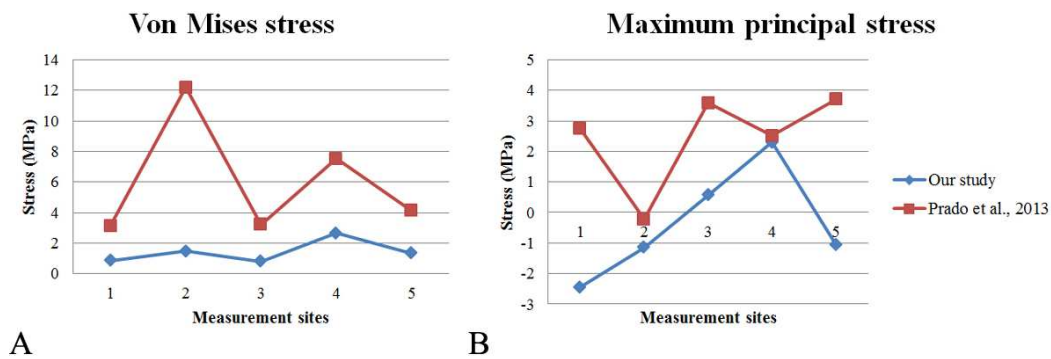 Von Mises stress
14
12
10
8
6
4
2
0
Stress (MPa)
1 2 3 4 5
Measurement sites
A
Maximum principal stress
5
4
3
2
1
0
-1
-2
-3
Stress (MPa)
1 2 3 4 5
Measurement sites
B
Our study
Prado et al., 2013